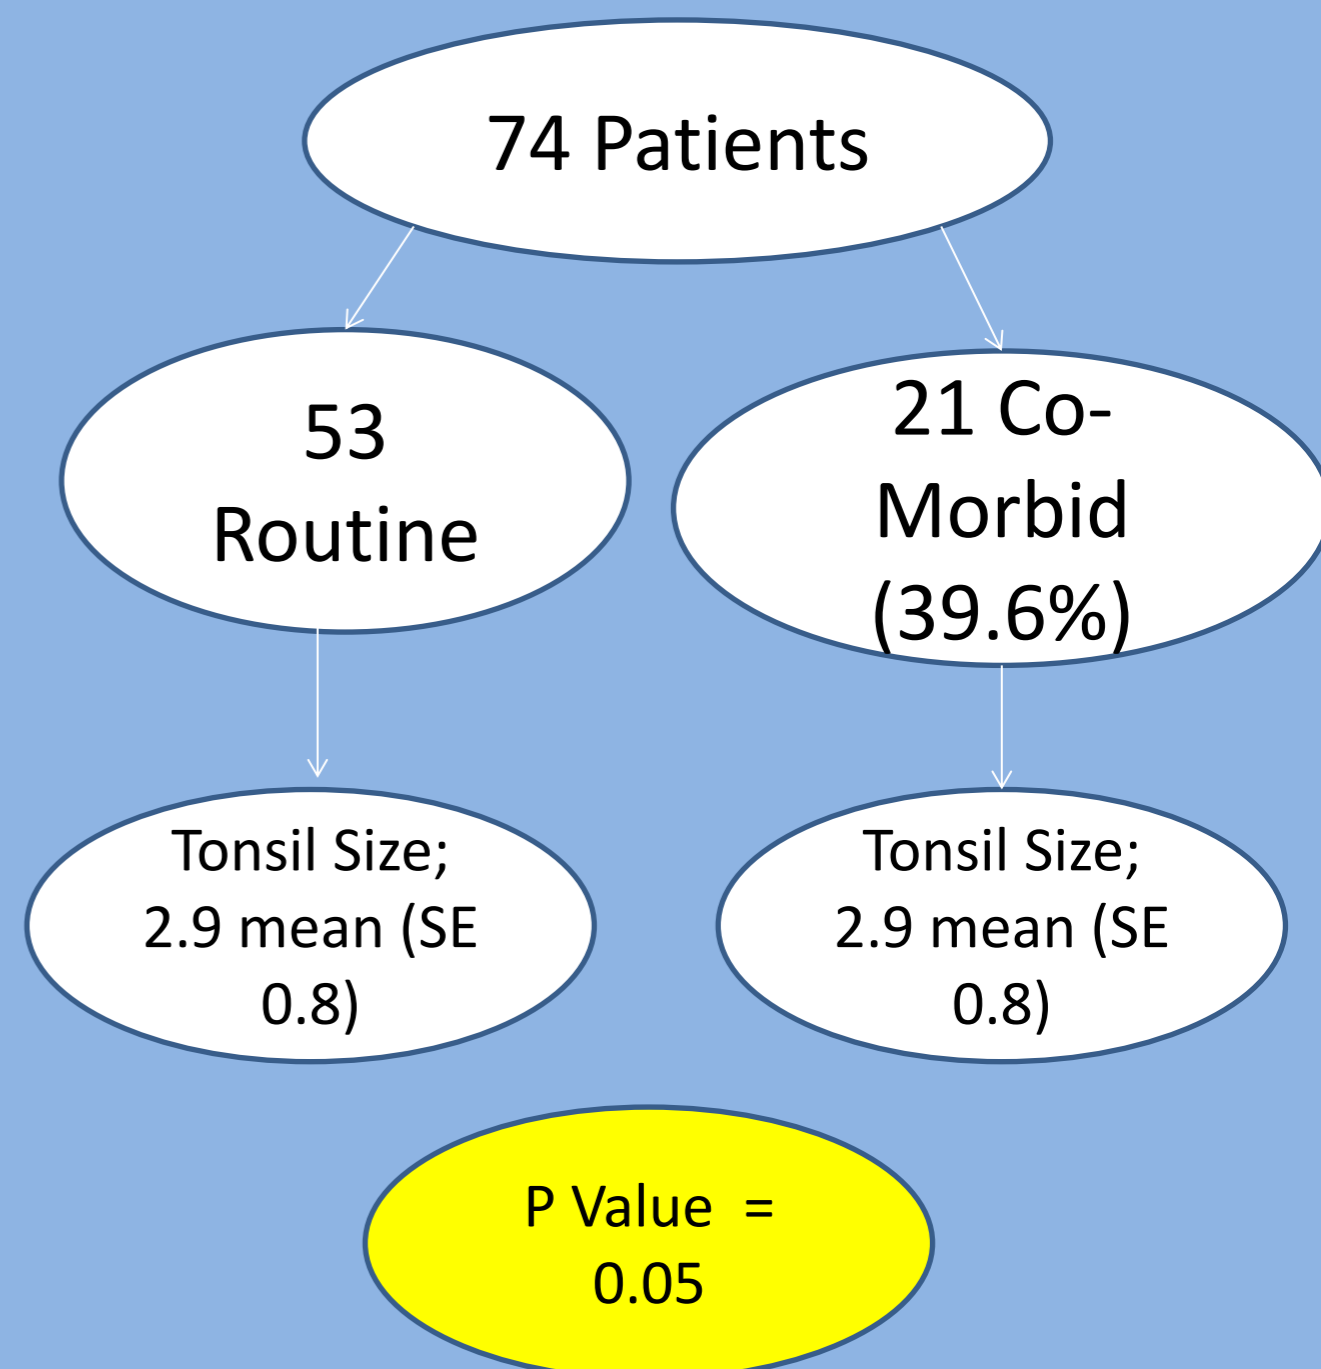 74 Patients
53
Routine
21 Co-
Morbid
(39.6%)
Tonsil Size;
2.9 mean (SE
0.8)
Tonsil Size;
2.9 mean (SE
0.8)
P Value  =
0.05